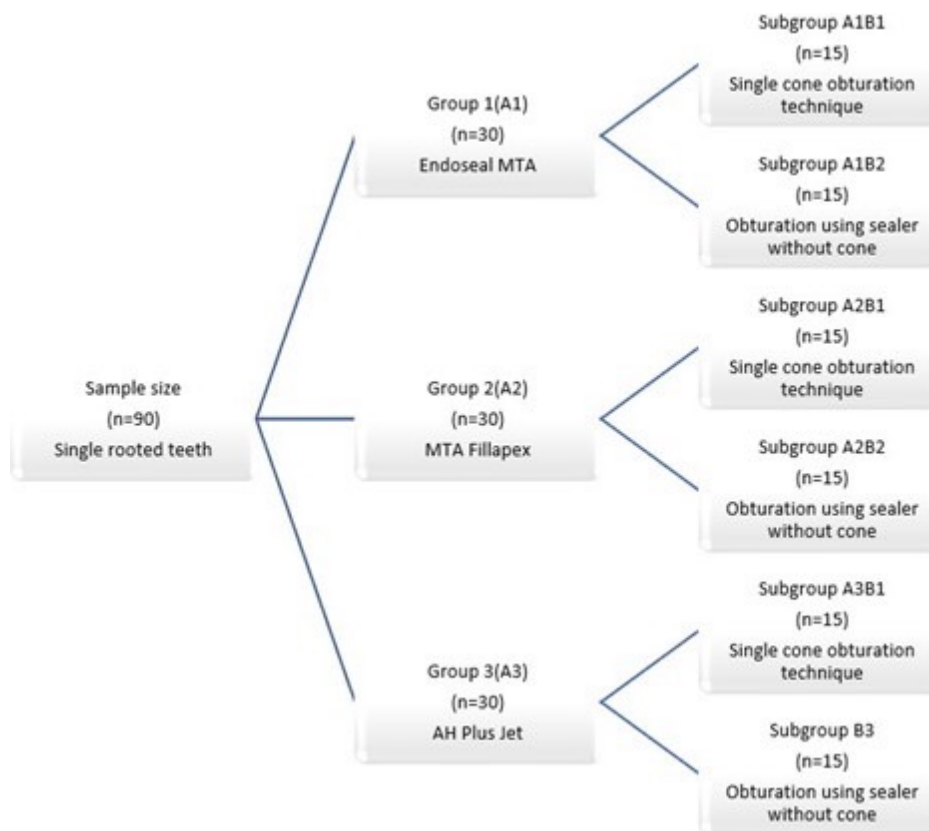 Sample size
(n=90)
Single rooted teeth
Group 1(A1)
(n=30)
Endoseal MTA
Subgroup A1B1
(n=15)
Single cone obturation
technique
Subgroup A1B2
(n=15)
Obturation using sealer
without cone
Group 2(A2)
(n=30)
MTA Fillapex
Subgroup A2B1
(n=15)
Single cone obturation
technique
Subgroup A2B2
(n=15)
Obturation using sealer
without cone
Group 3(A3)
(n=30)
AH Plus Jet
Subgroup A3B1
(n=15)
Single cone obturation
technique
Subgroup B3
(n=15)
Obturation using sealer
without cone